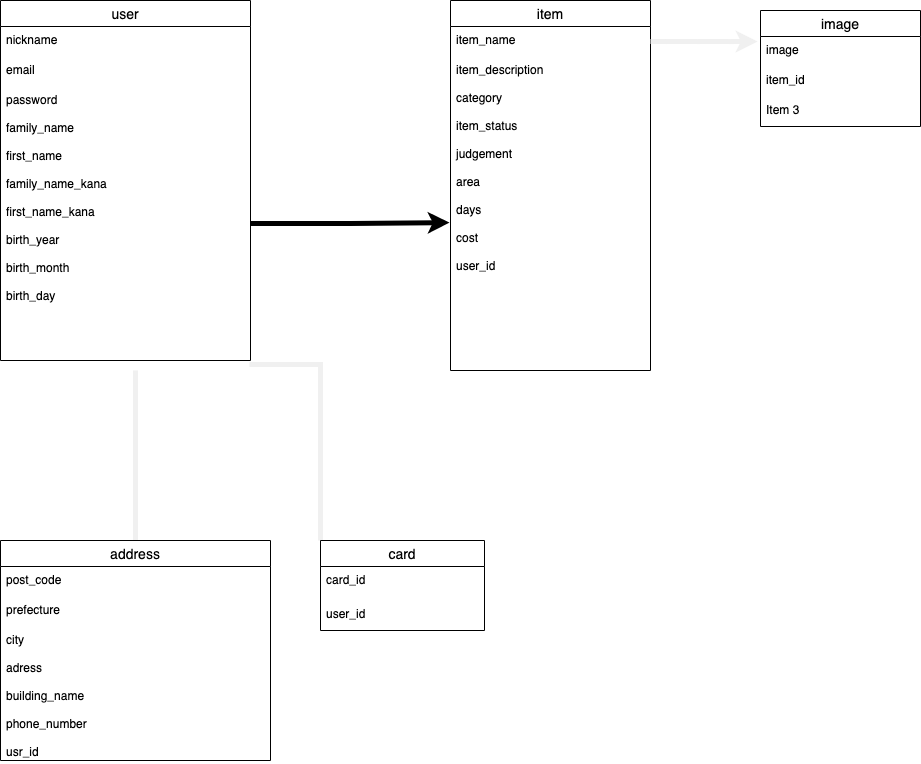 user
nickname
email
password
family_name
first_name
family_name_kana
first_name_kana
birth_year
birth_month
birth_day
item
item_name
item_description
category
item_status
judgement
area
days
cost
user_id
image
image
item_id
Item 3
address
post_code
prefecture
city
adress
building_name
phone_number
usr_id
card
card_id
user_id